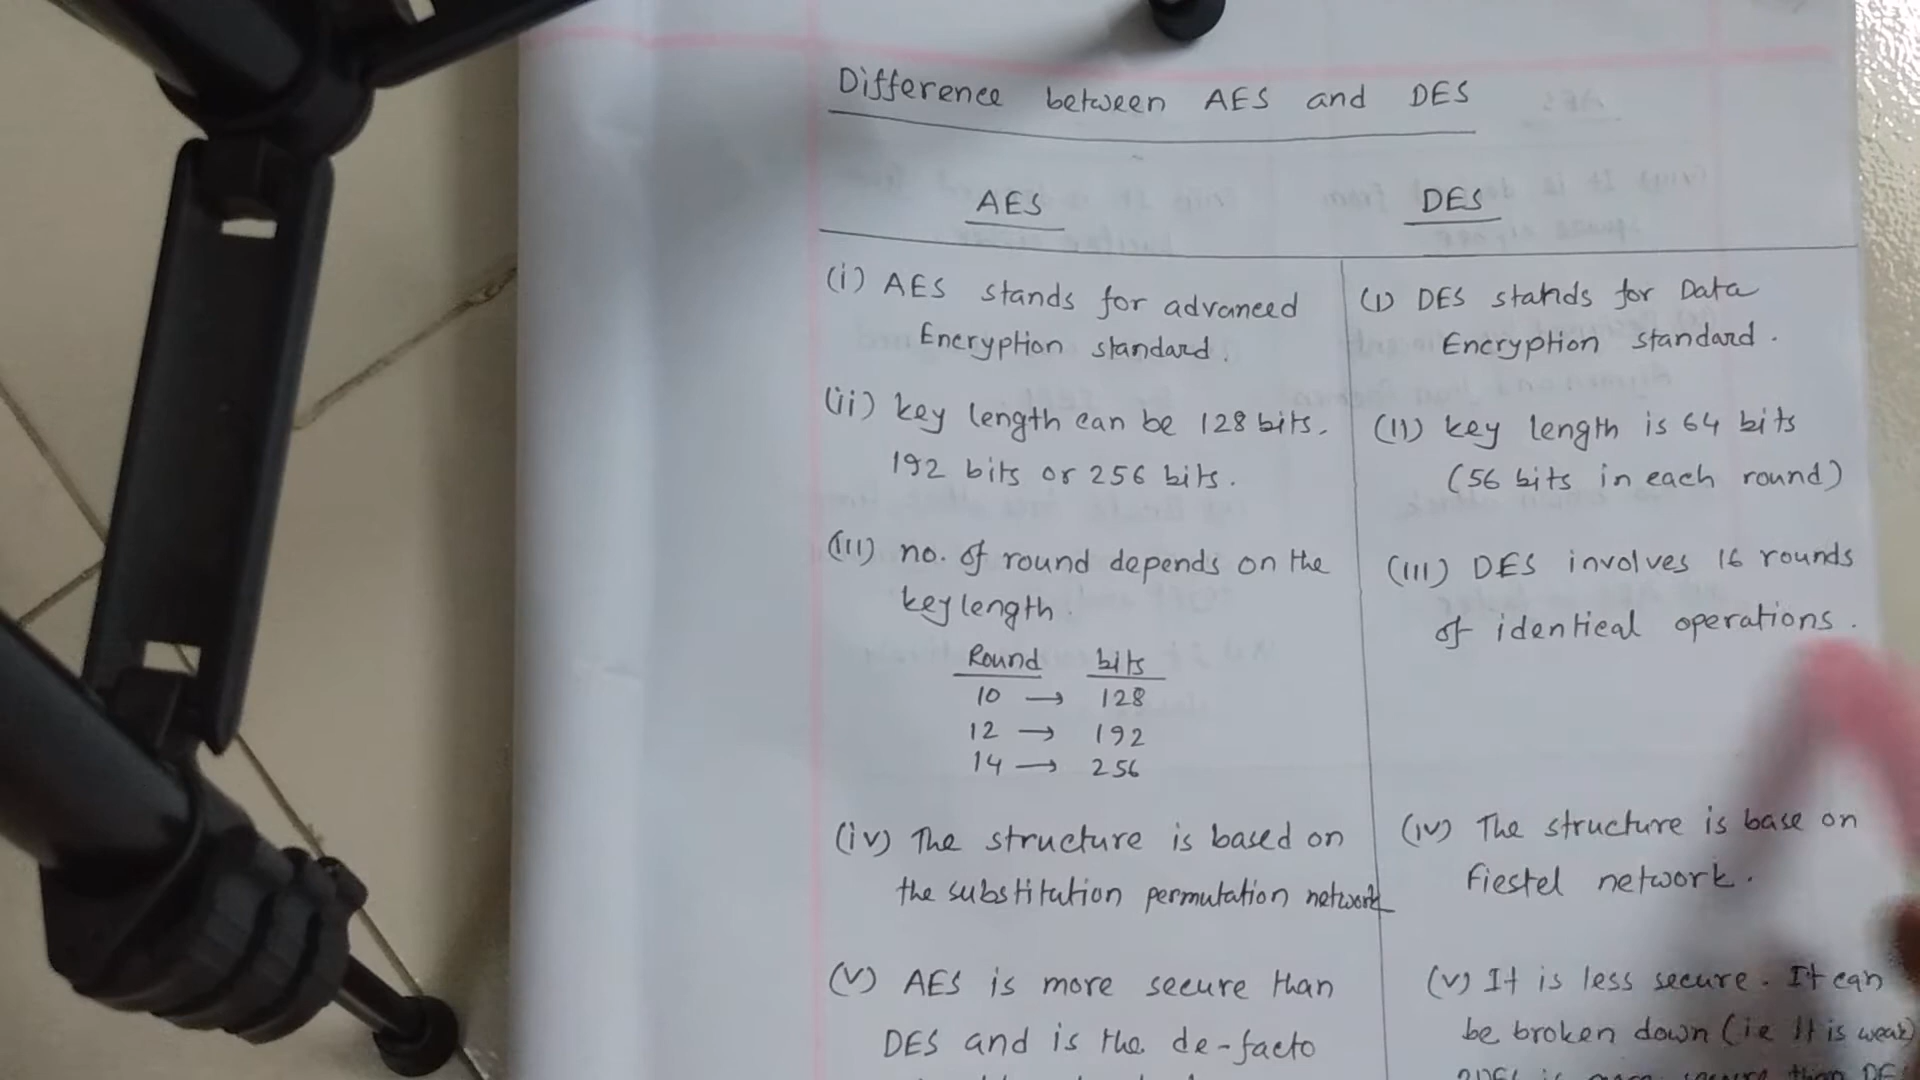 Difference between AES and DES
AES
DES
(i) AES stands for advanced
Encryption standard.
(I) DES stands for Data
Encryption standard.
(ii) key length can be 128 bits,
192 bits or 256 bits.
(II) key length is 64 bits
(56 bits in each round)
(III) no. of round depends on the
key length.
Round bits
10 → 128
12 → 192
14 → 256
(III) DES involves 16 rounds
of identical operations.
(iv) The structure is based on
the substitution permutation network
(IV) The structure is base on
Fiestel network.
(V) AES is more secure than
DES and is the de-facto
(V) It is less secure. It can
be broken down (ie It is weak)